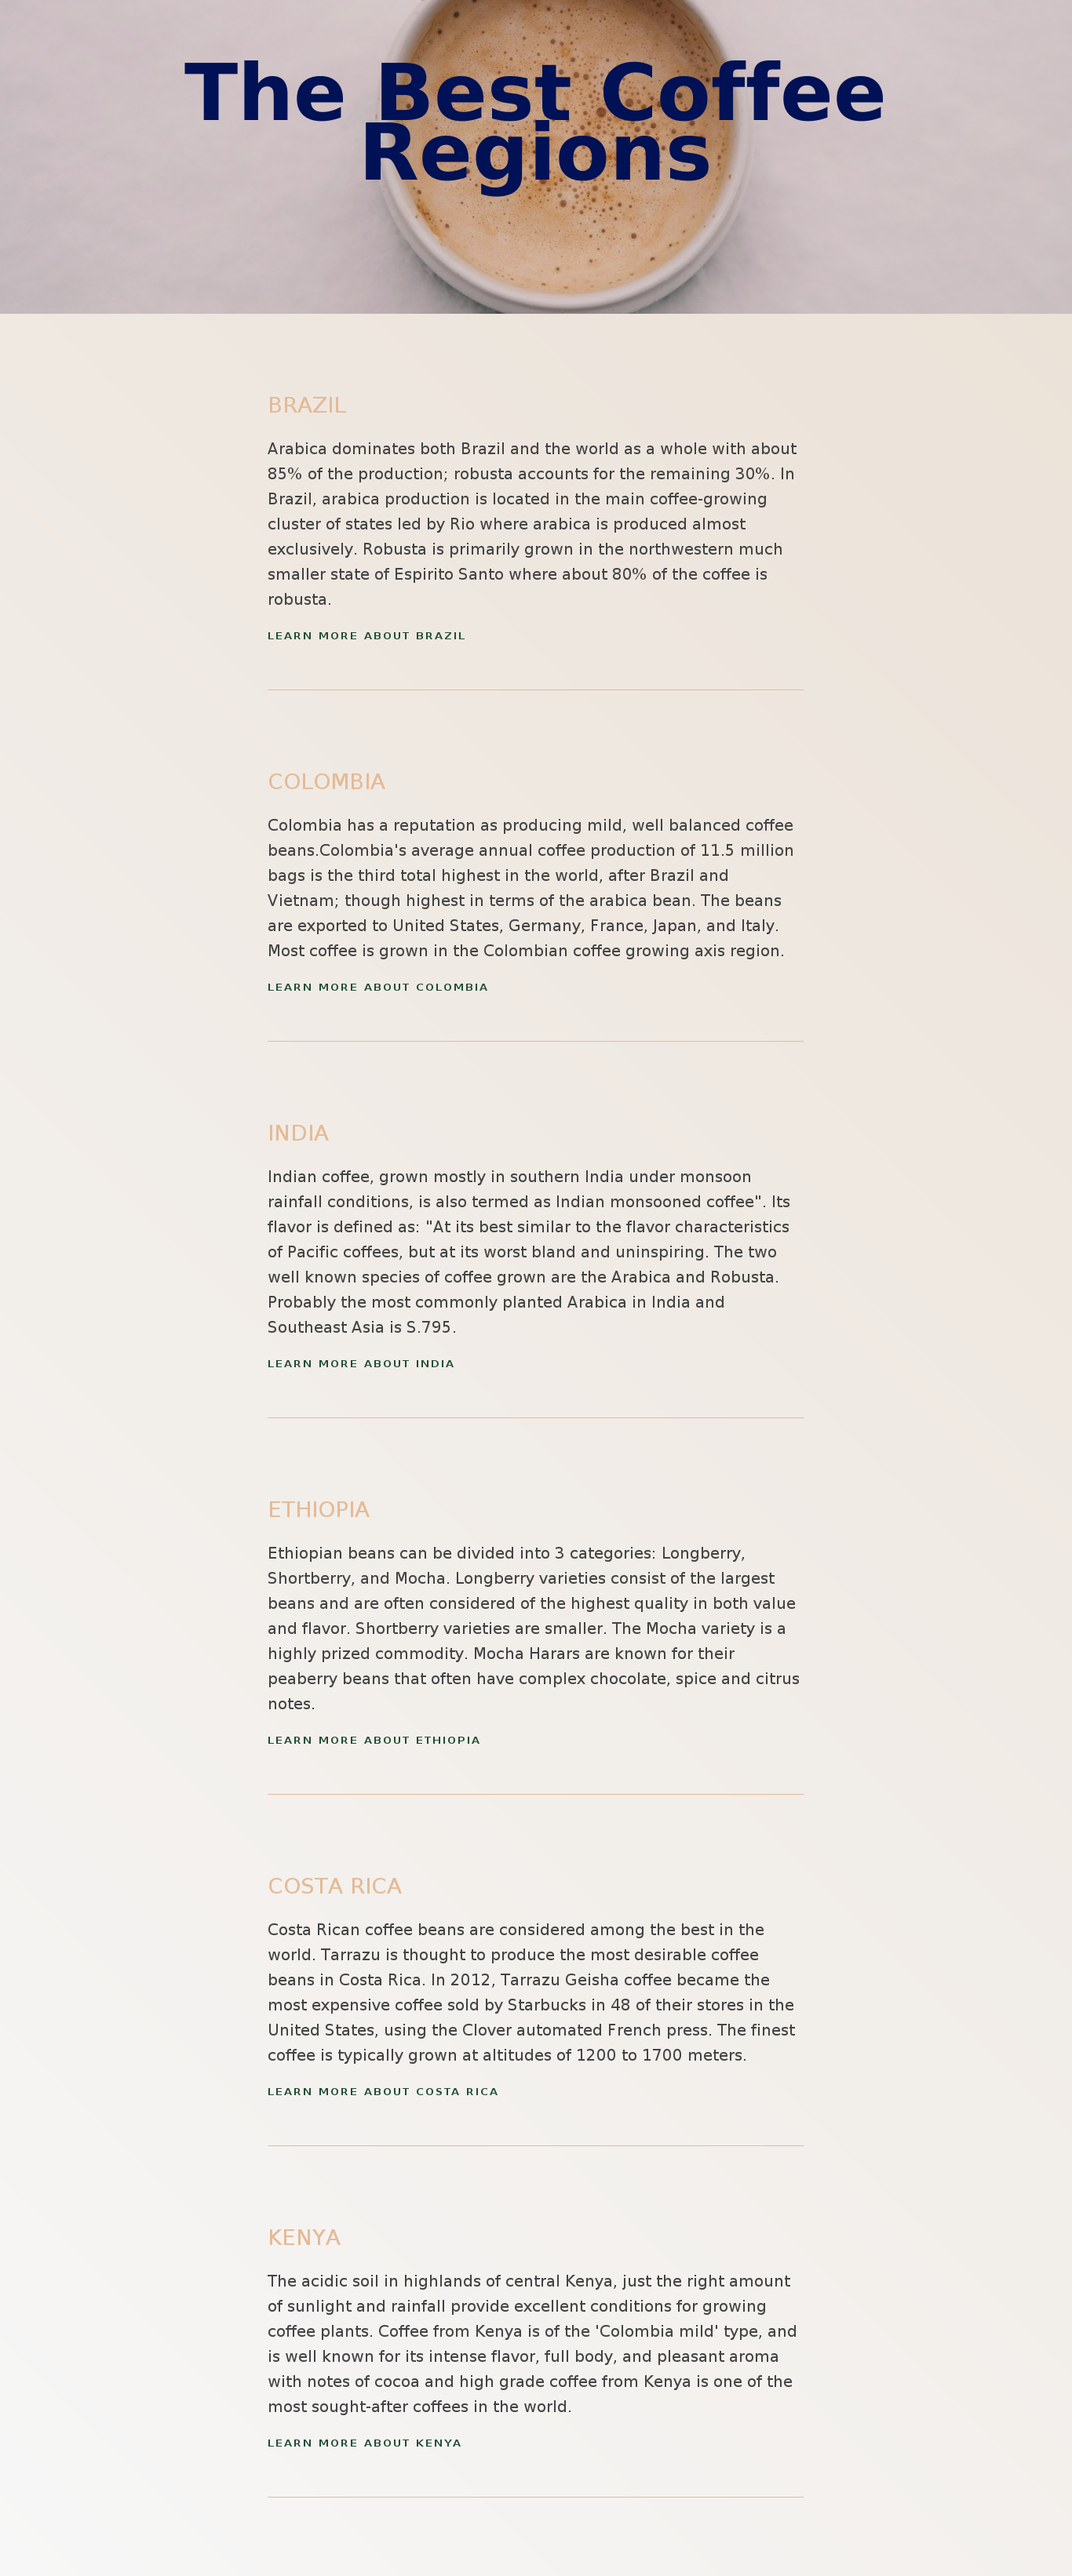 The Best Coffee
Regions
BRAZIL
Arabica dominates both Brazil and the world as a whole with about
85% of the production; robusta accounts for the remaining 30%. In
Brazil, arabica production is located in the main coffee-growing
cluster of states led by Rio where arabica is produced almost
exclusively. Robusta is primarily grown in the northwestern much
smaller state of Espirito Santo where about 80% of the coffee is
robusta.
LEARN MORE ABOUT BRAZIL
COLOMBIA
Colombia has a reputation as producing mild, well balanced coffee
beans.Colombia's average annual coffee production of 11.5 million
bags is the third total highest in the world, after Brazil and
Vietnam; though highest in terms of the arabica bean. The beans
are exported to United States, Germany, France, Japan, and Italy.
Most coffee is grown in the Colombian coffee growing axis region.
LEARN MORE ABOUT COLOMBIA
INDIA
Indian coffee, grown mostly in southern India under monsoon
rainfall conditions, is also termed as Indian monsooned coffee". Its
flavor is defined as: "At its best similar to the flavor characteristics
of Pacific coffees, but at its worst bland and uninspiring. The two
well known species of coffee grown are the Arabica and Robusta.
Probably the most commonly planted Arabica in India and
Southeast Asia is S.795.
LEARN MORE ABOUT INDIA
ETHIOPIA
Ethiopian beans can be divided into 3 categories: Longberry,
Shortberry, and Mocha. Longberry varieties consist of the largest
beans and are often considered of the highest quality in both value
and flavor. Shortberry varieties are smaller. The Mocha variety is a
highly prized commodity. Mocha Harars are known for their
peaberry beans that often have complex chocolate, spice and citrus
notes.
LEARN MORE ABOUT ETHIOPIA
COSTA RICA
Costa Rican coffee beans are considered among the best in the
world. Tarrazu is thought to produce the most desirable coffee
beans in Costa Rica. In 2012, Tarrazu Geisha coffee became the
most expensive coffee sold by Starbucks in 48 of their stores in the
United States, using the Clover automated French press. The finest
coffee is typically grown at altitudes of 1200 to 1700 meters.
LEARN MORE ABOUT COSTA RICA
KENYA
The acidic soil in highlands of central Kenya, just the right amount
of sunlight and rainfall provide excellent conditions for growing
coffee plants. Coffee from Kenya is of the 'Colombia mild' type, and
is well known for its intense flavor, full body, and pleasant aroma
with notes of cocoa and high grade coffee from Kenya is one of the
most sought-after coffees in the world.
LEARN MORE ABOUT KENYA